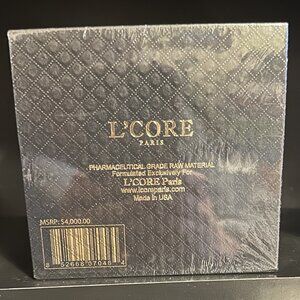 L'CORE
PARIS
PHARMACEUTICAL GRADE RAW MATERIAL
Formulated Exclusively For
L'CORE Paris
www.lcoreparis.com
Made in USA
MSRP: $4,000.00